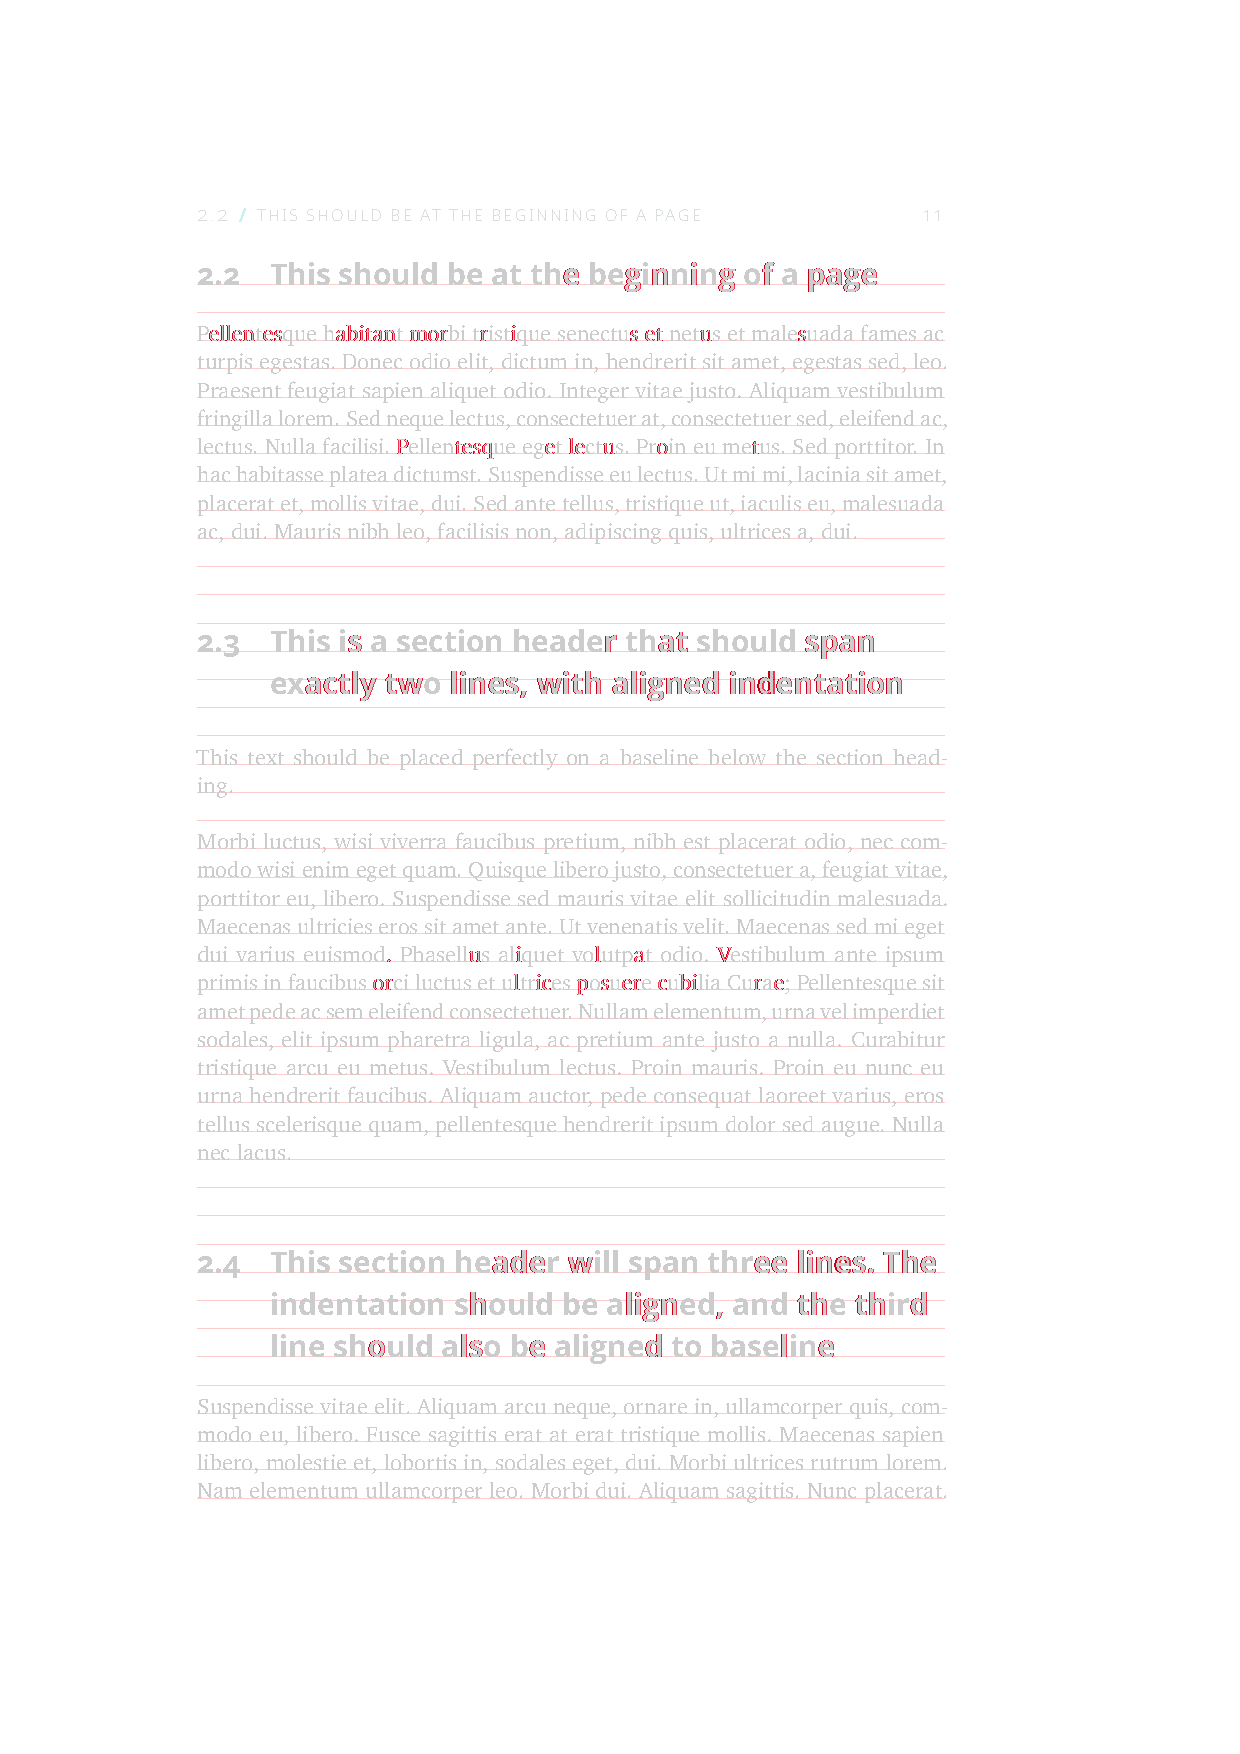 2.2 / THIS SHOULD BE AT THE BEGINNING OF A PAGE 11
2.2 This should be at the beginning of a page
Pellentesque habitant morbi tristique senectus et netus et malesuada fames ac
turpis egestas. Donec odio elit, dictum in, hendrerit sit amet, egestas sed, leo.
Praesent feugiat sapien aliquet odio. Integer vitae justo. Aliquam vestibulum
fringilla lorem. Sed neque lectus, consectetuer at, consectetuer sed, eleifend ac,
lectus. Nulla facilisi. Pellentesque eget lectus. Proin eu metus. Sed porttitor. In
hac habitasse platea dictumst. Suspendisse eu lectus. Ut mi mi, lacinia sit amet,
placerat et, mollis vitae, dui. Sed ante tellus, tristique ut, iaculis eu, malesuada
ac, dui. Mauris nibh leo, facilisis non, adipiscing quis, ultrices a, dui.
2.3 This is a section header that should span
exactly two lines, with aligned indentation
This text should be placed perfectly on a baseline below the section head-
ing.
Morbi luctus, wisi viverra faucibus pretium, nibh est placerat odio, nec com-
modo wisi enim eget quam. Quisque libero justo, consectetuer a, feugiat vitae,
porttitor eu, libero. Suspendisse sed mauris vitae elit sollicitudin malesuada.
Maecenas ultricies eros sit amet ante. Ut venenatis velit. Maecenas sed mi eget
dui varius euismod. Phasellus aliquet volutpat odio. Vestibulum ante ipsum
primis in faucibus orci luctus et ultrices posuere cubilia Curae; Pellentesque sit
amet pede ac sem eleifend consectetuer. Nullam elementum, urna vel imperdiet
sodales, elit ipsum pharetra ligula, ac pretium ante justo a nulla. Curabitur
tristique arcu eu metus. Vestibulum lectus. Proin mauris. Proin eu nunc eu
urna hendrerit faucibus. Aliquam auctor, pede consequat laoreet varius, eros
tellus scelerisque quam, pellentesque hendrerit ipsum dolor sed augue. Nulla
nec lacus.
2.4 This section header will span three lines. The
indentation should be aligned, and the third
line should also be aligned to baseline
Suspendisse vitae elit. Aliquam arcu neque, ornare in, ullamcorper quis, com-
modo eu, libero. Fusce sagittis erat at erat tristique mollis. Maecenas sapien
libero, molestie et, lobortis in, sodales eget, dui. Morbi ultrices rutrum lorem.
Nam elementum ullamcorper leo. Morbi dui. Aliquam sagittis. Nunc placerat.